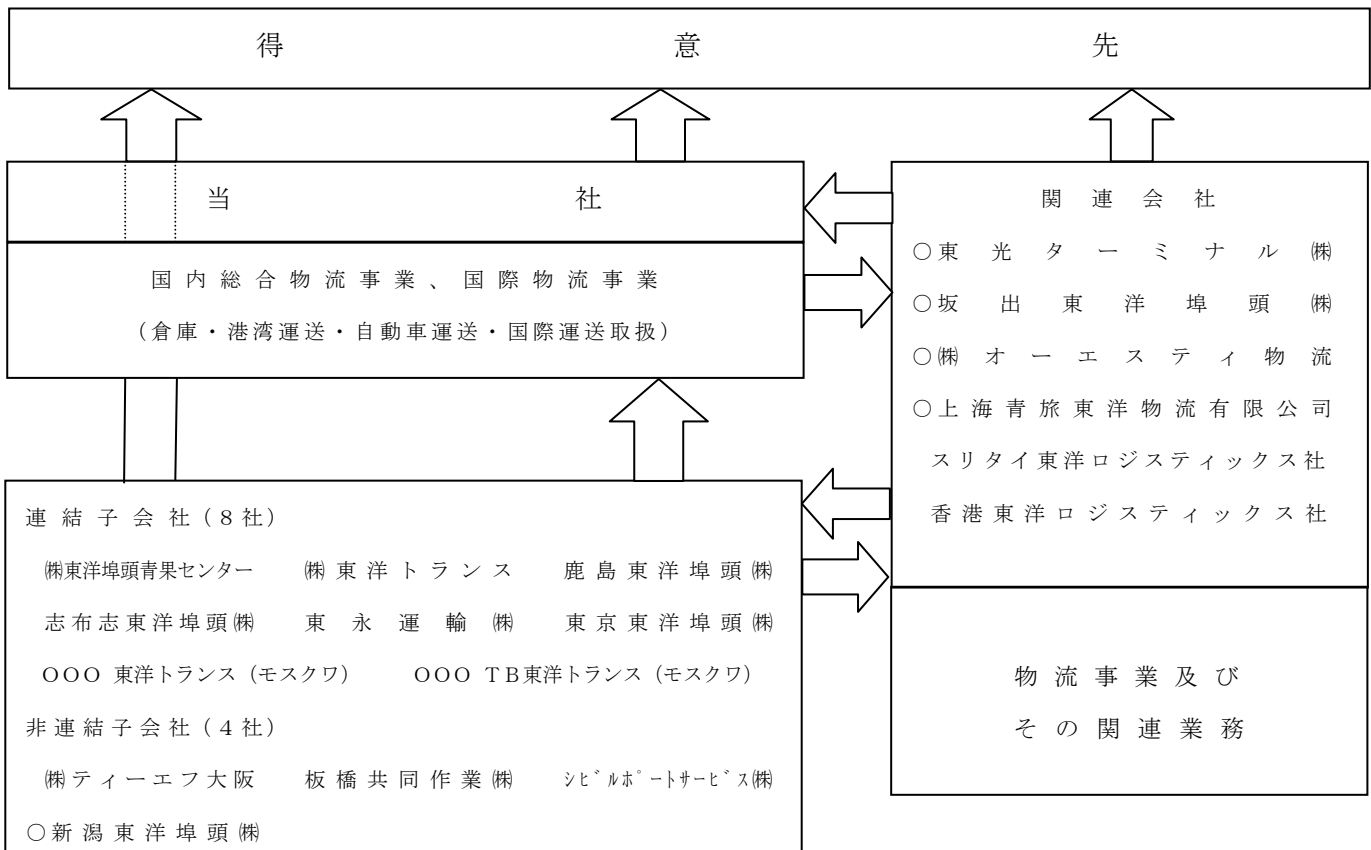 得意先
当社
国内総合物流事業、国際物流事業
（倉庫・港湾運送・自動車運送・国際運送取扱）
関連会社
○東光ターミナル㈱
○坂出東洋埠頭㈱
○㈱オーエスティ物流
○上海青旅東洋物流有限公司
スリタイ東洋ロジスティックス社
香港東洋ロジスティックス社
物流事業及び
その関連業務
連結子会社（８社）
㈱東洋埠頭青果センター ㈱東洋トランス 鹿島東洋埠頭㈱
志布志東洋埠頭㈱ 東永運輸㈱ 東京東洋埠頭㈱
ＯＯＯ 東洋トランス（モスクワ） ＯＯＯ ＴＢ東洋トランス（モスクワ）
非連結子会社（４社）
㈱ティーエフ大阪 板橋共同作業㈱ ｼﾋﾞﾙﾎﾟｰﾄｻｰﾋﾞｽ㈱
○新潟東洋埠頭㈱